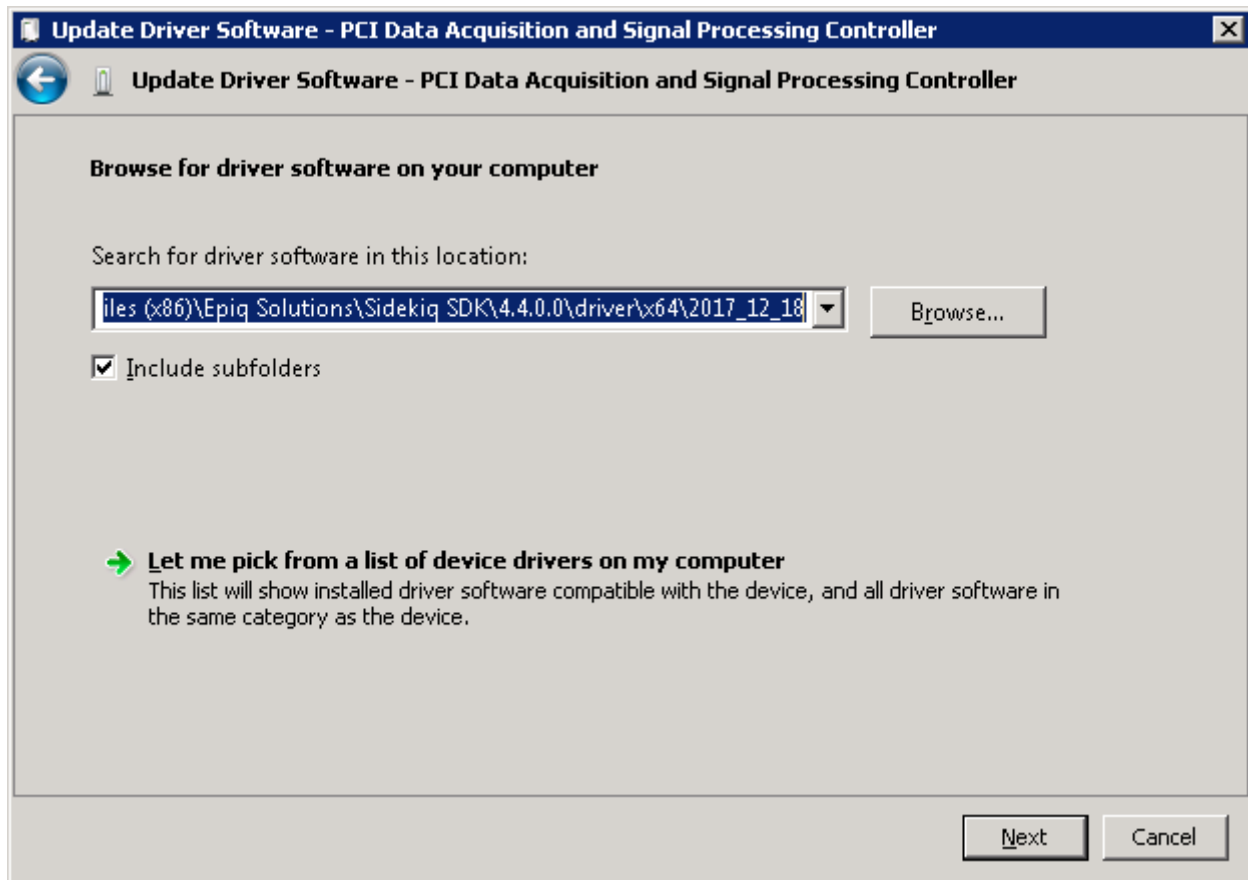 Update Driver Software - PCI Data Acquisition and Signal Processing Controller
Update Driver Software - PCI Data Acquisition and Signal Processing Controller
Browse for driver software on your computer
Search for driver software in this location:
iles (x86)\Epiq Solutions\Sidekiq SDK\4.4.0.0\driver\x64\2017_12_18
Browse...
Include subfolders
Let me pick from a list of device drivers on my computer
This list will show installed driver software compatible with the device, and all driver software in
the same category as the device.
Next
Cancel